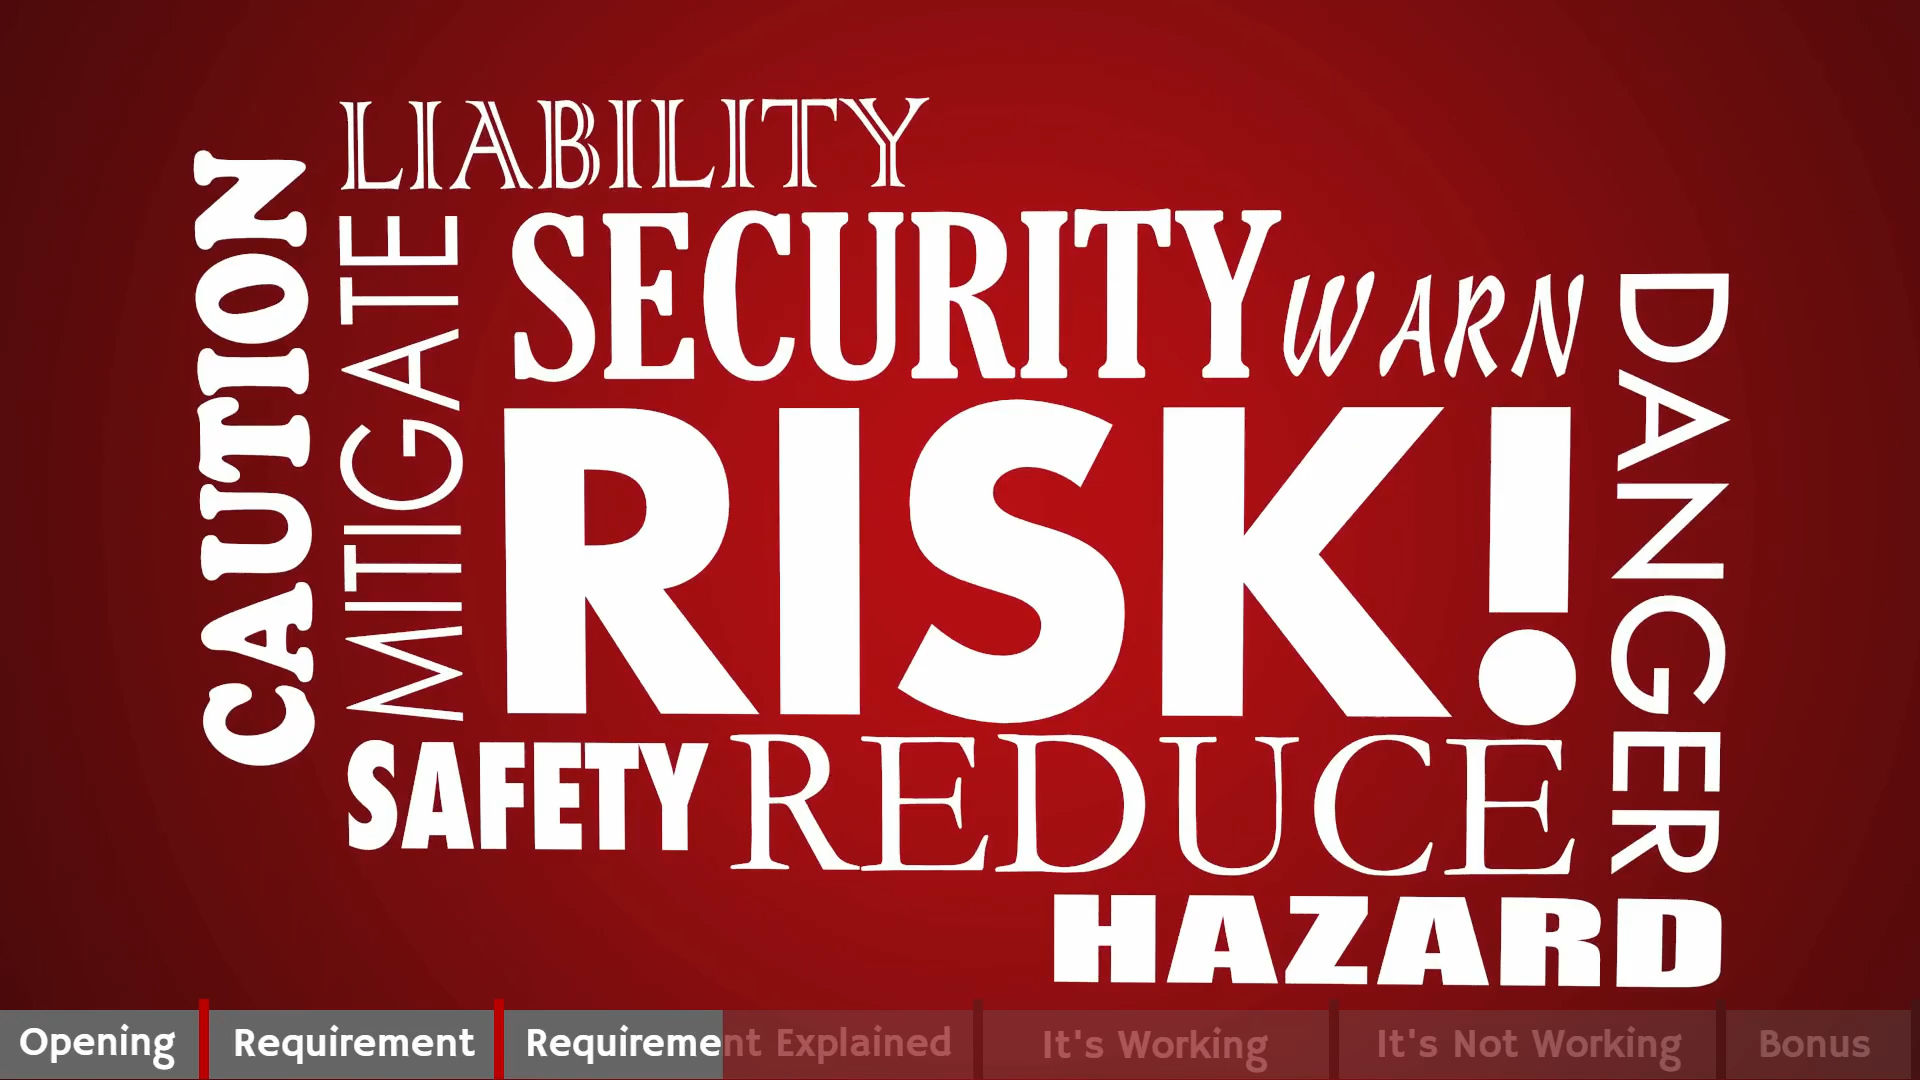 LIABILITY
CAUTION
MITIGATE
SECURITY
WARN
DANGER
RISK!
SAFETY
REDUCE
HAZARD
Opening
Requirement
Requirement Explained
It's Working
It's Not Working
Bonus